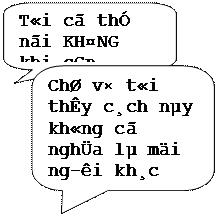 T«i cã thÓ
nãi KH¤NG
khi
ChØ v× t«i
thÊy c¸ch nµy
kh«ng cã
nghÜa lµ mäi
ng-êi kh¸c